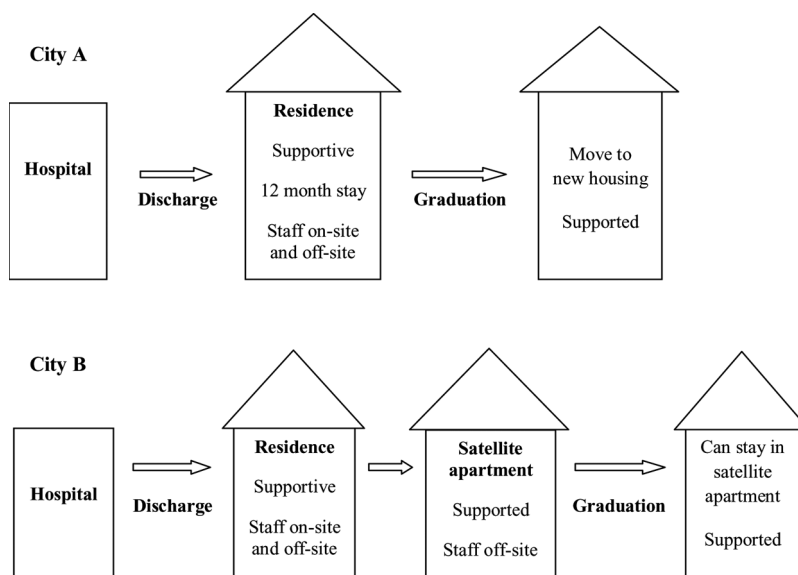 City A
Hospital
Discharge
Residence
Supportive
12 month stay
Staff on-site
and off-site
Graduation
Move to
new housing
Supported
City B
Hospital
Discharge
Residence
Supportive
Staff on-site
and off-site
Satellite
apartment
Supported
Staff off-site
Graduation
Can stay in
satellite
apartment
Supported